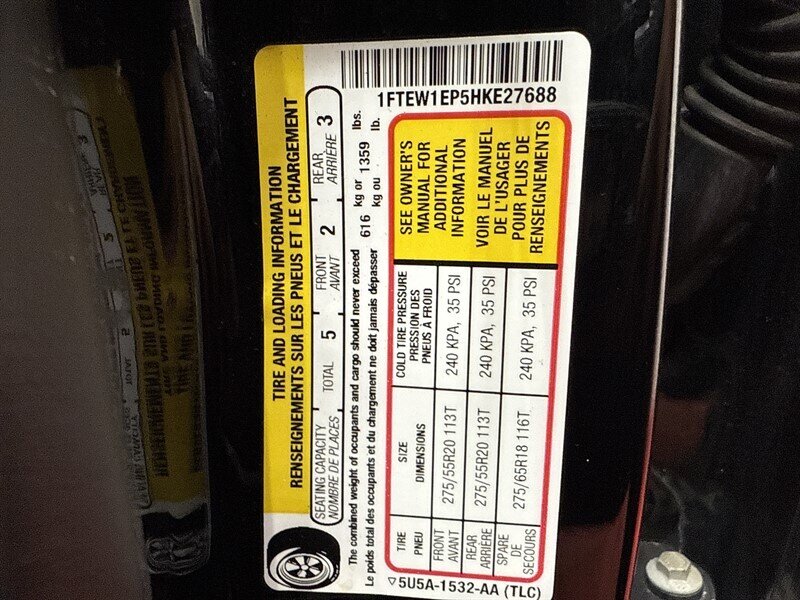 1FTEW1EP5HKE27688
TIRE AND LOADING INFORMATION
RENSEIGNEMENTS SUR LES PNEUS ET LE CHARGEMENT
SEATING CAPACITY TOTAL 5 FRONT 2 REAR 3
NOMBRE DE PLACES AVANT ARRIÈRE
The combined weight of occupants and cargo should never exceed 616 kg or 1359 lbs.
Le poids total des occupants et du chargement ne doit jamais dépasser kg ou lb.
TIRE SIZE COLD TIRE PRESSURE
PNEU DIMENSIONS PRESSION DES
PNEUS À FROID
FRONT 275/55R20 113T 240 KPA, 35 PSI
AVANT
REAR 275/55R20 113T 240 KPA, 35 PSI
ARRIÈRE
SPARE 275/65R18 116T 240 KPA, 35 PSI
DE
SECOURS
SEE OWNER'S
MANUAL FOR
ADDITIONAL
INFORMATION
VOIR LE MANUEL
DE L'USAGER
POUR PLUS DE
RENSEIGNEMENTS
▽5U5A-1532-AA (TLC)